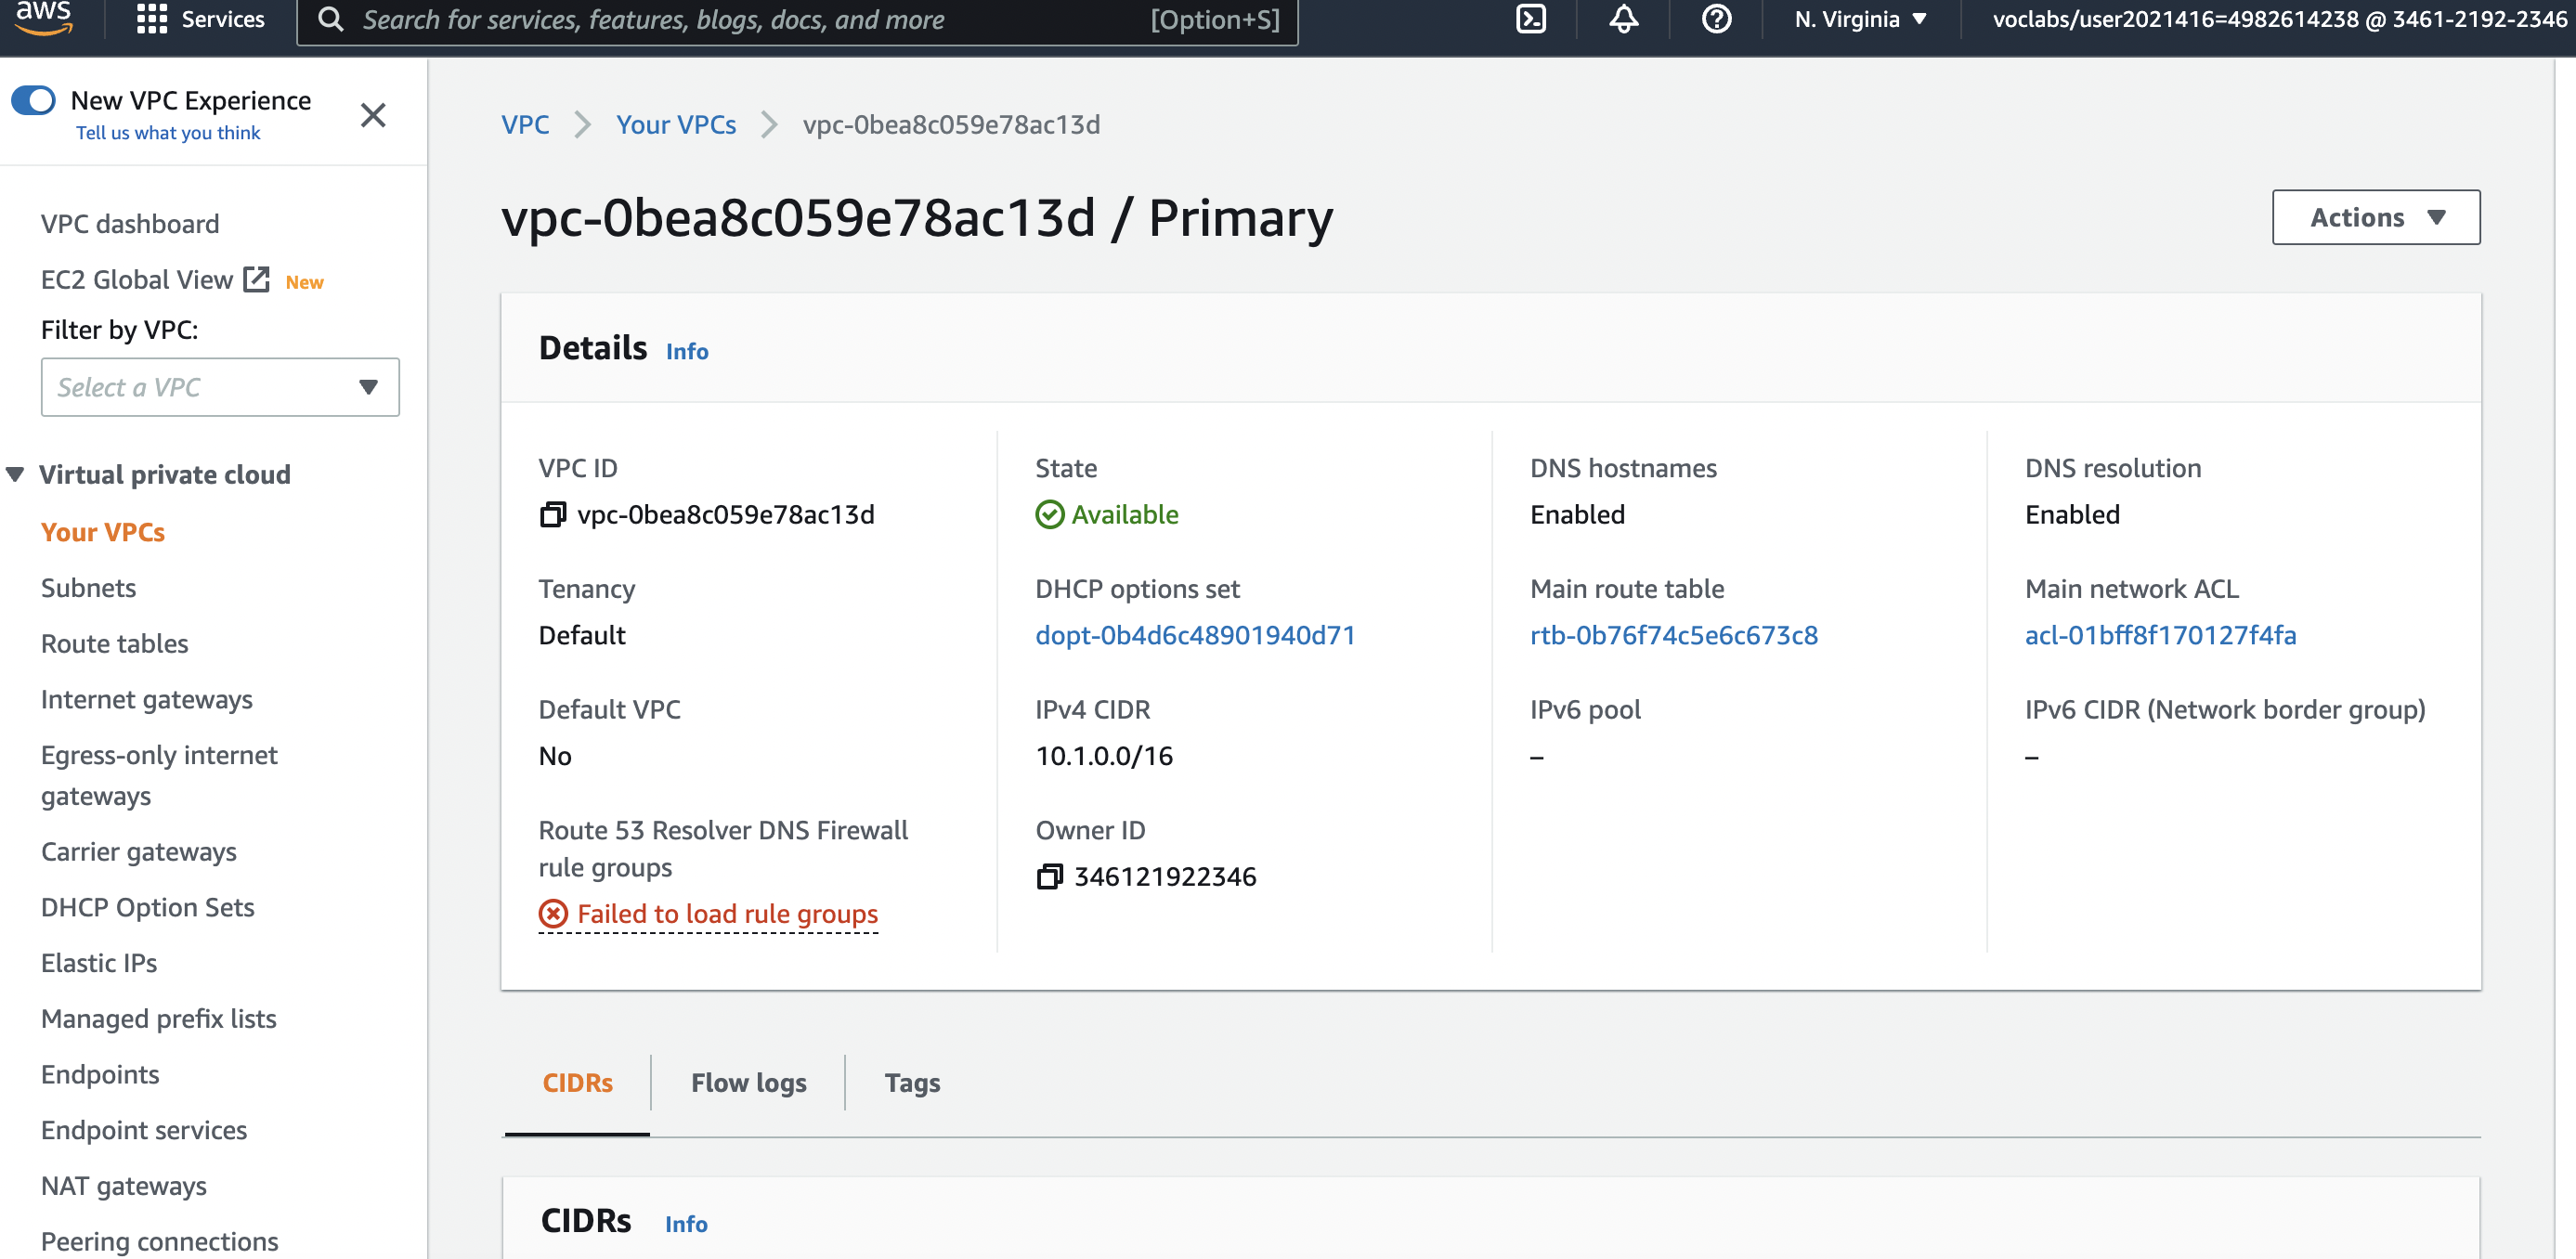 aws
Services
Search for services, features, blogs, docs, and more
[Option+S]
N. Virginia
voclabs/user2021416=4982614238 @ 3461-2192-2346
New VPC Experience
Tell us what you think
VPC dashboard
EC2 Global View New
Filter by VPC:
Select a VPC
Virtual private cloud
Your VPCs
Subnets
Route tables
Internet gateways
Egress-only internet
gateways
Carrier gateways
DHCP Option Sets
Elastic IPs
Managed prefix lists
Endpoints
Endpoint services
NAT gateways
Peering connections
VPC Your VPCs vpc-0bea8c059e78ac13d
vpc-0bea8c059e78ac13d / Primary
Actions
Details Info
VPC ID
vpc-0bea8c059e78ac13d
State
Available
DNS hostnames
Enabled
DNS resolution
Enabled
Tenancy
Default
DHCP options set
dopt-0b4d6c48901940d71
Main route table
rtb-0b76f74c5e6c673c8
Main network ACL
acl-01bff8f170127f4fa
Default VPC
No
IPv4 CIDR
10.1.0.0/16
IPv6 pool
–
IPv6 CIDR (Network border group)
–
Route 53 Resolver DNS Firewall
rule groups
Failed to load rule groups
Owner ID
346121922346
CIDRs
Flow logs
Tags
CIDRs Info